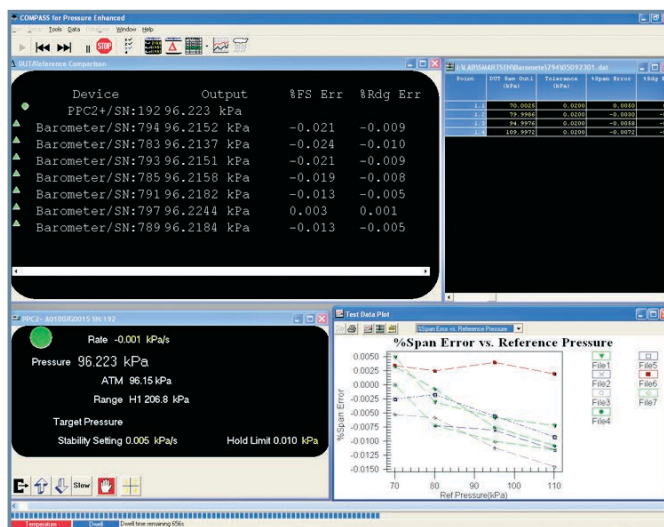 COMPASS for Pressure Enhanced
Tools Data Window Help
STOP
DUT/Reference Comparison
Device Output %FS Err %Rdg Err
PPC2+/SN:192 96.223 kPa
Barometer/SN:794 96.2152 kPa -0.021 -0.009
Barometer/SN:783 96.2137 kPa -0.024 -0.010
Barometer/SN:793 96.2151 kPa -0.021 -0.009
Barometer/SN:785 96.2158 kPa -0.019 -0.008
Barometer/SN:791 96.2182 kPa -0.013 -0.005
Barometer/SN:797 96.2244 kPa 0.003 0.001
Barometer/SN:789 96.2184 kPa -0.013 -0.005
Point DUT Raw Out1 Tolerance %Span Error %Rdg E
(kPa) (kPa)
1.1 70.0025 0.0200 0.0050
1.2 79.9986 0.0200 -0.0030
1.3 94.9976 0.0200 -0.0058
1.4 109.9972 0.0200 -0.0072
PPC2+ A0100/G0015 SN:192
Rate -0.001 kPa/s
Pressure 96.223 kPa
ATM 96.15 kPa
Range H1 206.8 kPa
Target Pressure
Stability Setting 0.005 kPa/s Hold Limit 0.010 kPa
Slow
Test Data Plot
%Span Error vs. Reference Pressure
%Span Error vs. Reference Pressure
%Span Error
0.0050
0.0025
0.0000
-0.0025
-0.0050
-0.0075
-0.0100
-0.0125
-0.0150
70 80 90 100 110
Ref Pressure(kPa)
File1 File5
File2 File6
File3 File7
File4
Temperature Dwell Dwell time remaining 656s